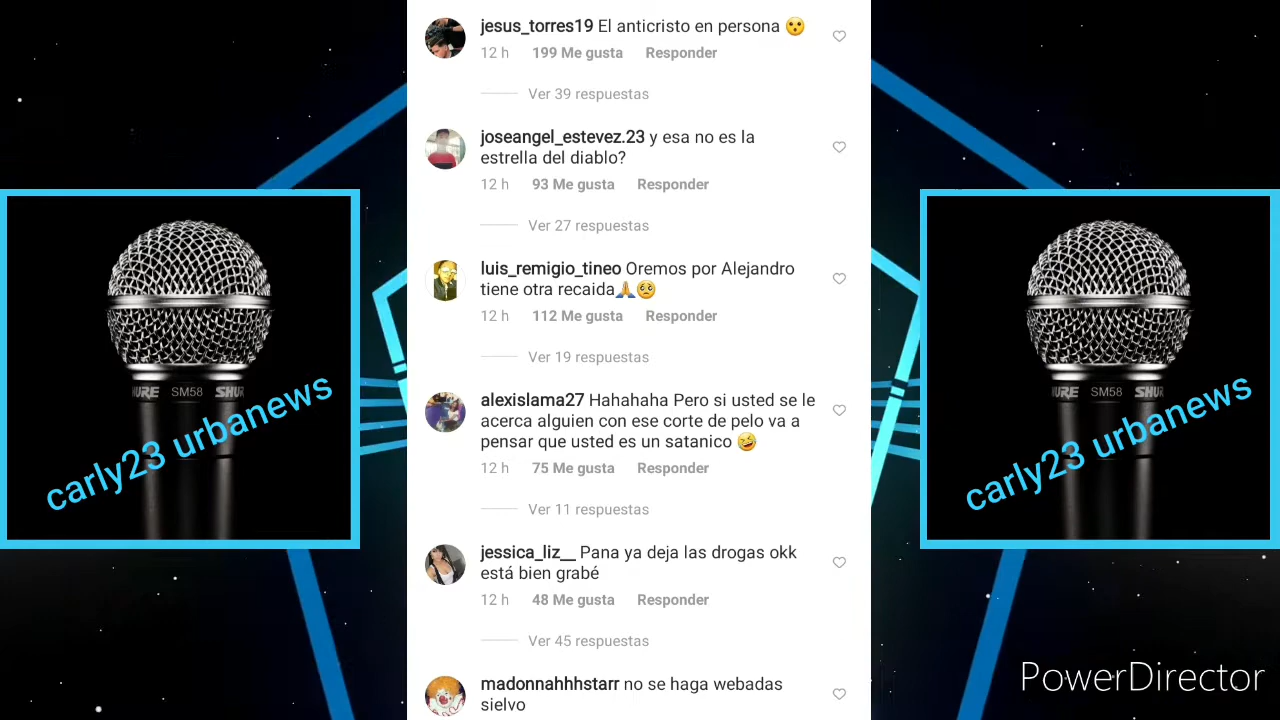 jesus_torres19 El anticristo en persona 😮
12 h 199 Me gusta Responder
Ver 39 respuestas
joseangel_estevez.23 y esa no es la
estrella del diablo?
12 h 93 Me gusta Responder
Ver 27 respuestas
luis_remigio_tineo Oremos por Alejandro
tiene otra recaida🙏🥺
12 h 112 Me gusta Responder
Ver 19 respuestas
alexislama27 Hahahaha Pero si usted se le
acerca alguien con ese corte de pelo va a
pensar que usted es un satanico 🤣
12 h 75 Me gusta Responder
Ver 11 respuestas
jessica_liz__ Pana ya deja las drogas okk
está bien grabé
12 h 48 Me gusta Responder
Ver 45 respuestas
madonnahhhstarr no se haga webadas
sielvo
HURE SM58 SHUR
carly23 urbanews
HURE SM58 SHUR
carly23 urbanews
PowerDirector